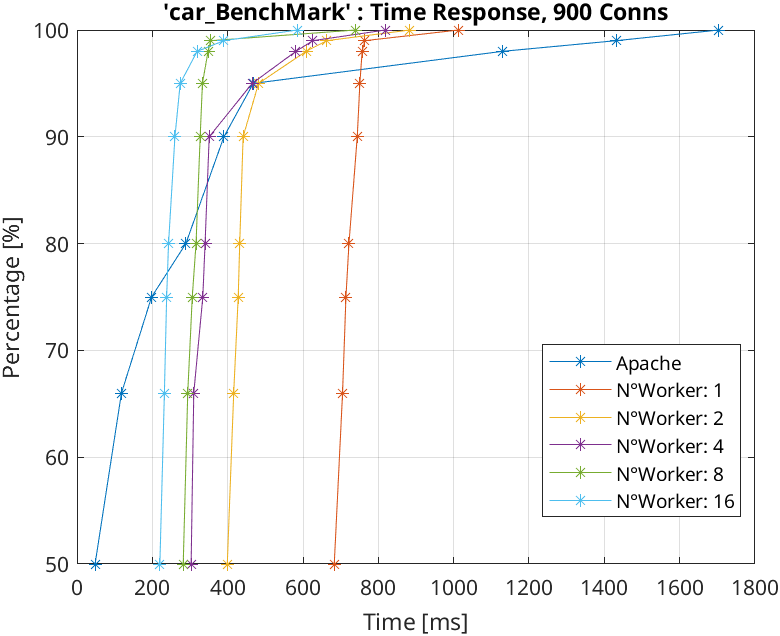 'car_BenchMark' : Time Response, 900 Conns
100
90
80
70
60
50
Percentage [%]
0 200 400 600 800 1000 1200 1400 1600 1800
Time [ms]
Apache
N°Worker: 1
N°Worker: 2
N°Worker: 4
N°Worker: 8
N°Worker: 16